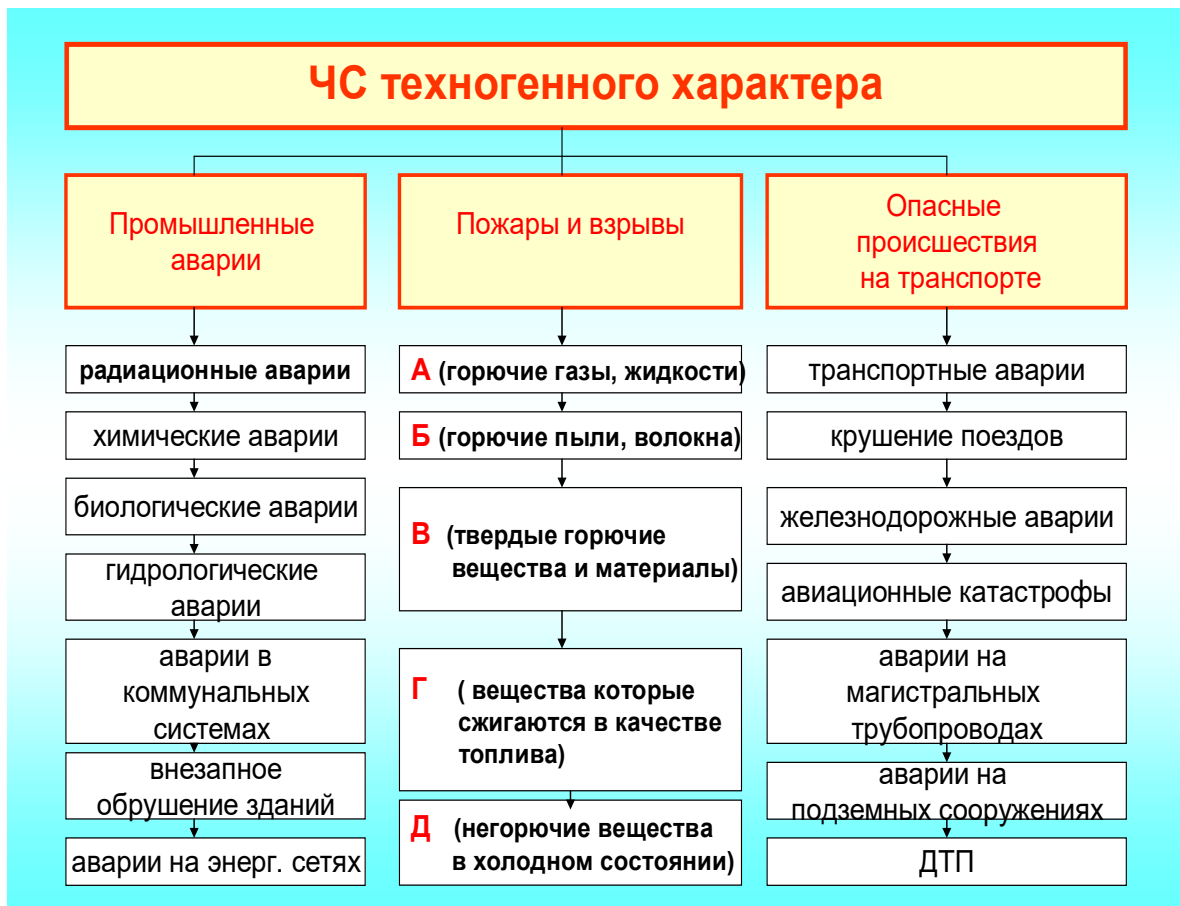 ЧС техногенного характера
Промышленные
аварии
радиационные аварии
химические аварии
биологические аварии
гидрологические
аварии
аварии в
коммунальных
системах
внезапное
обрушение зданий
аварии на энерг. сетях
Пожары и взрывы
А (горючие газы, жидкости)
Б (горючие пыли, волокна)
В (твердые горючие
вещества и материалы)
Г ( вещества которые
сжигаются в качестве
топлива)
Д (негорючие вещества
в холодном состоянии)
Опасные
происшествия
на транспорте
транспортные аварии
крушение поездов
железнодорожные аварии
авиационные катастрофы
аварии на
магистральных
трубопроводах
аварии на
подземных сооружениях
ДТП